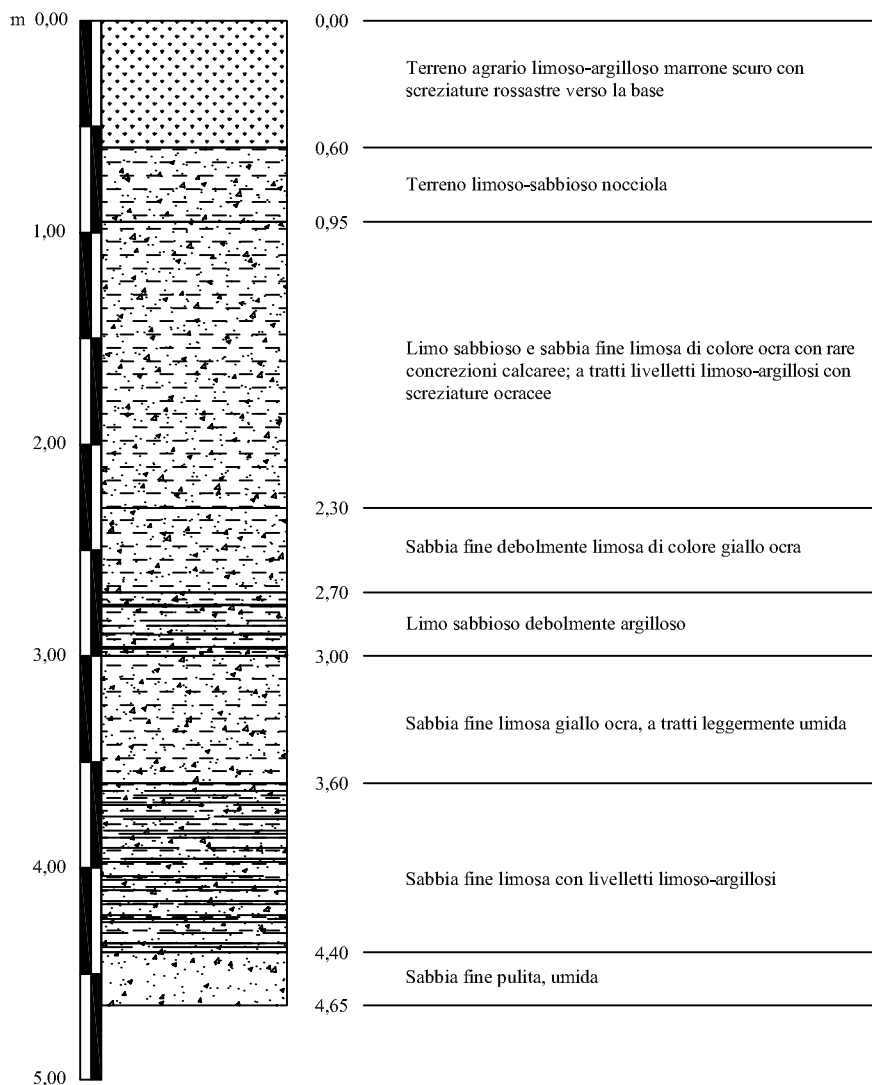 m 0,00
0,00
Terreno agrario limoso-argilloso marrone scuro con
screziature rossastre verso la base
0,60
Terreno limoso-sabbioso nocciola
0,95
1,00
Limo sabbioso e sabbia fine limosa di colore ocra con rare
concrezioni calcaree; a tratti livelletti limoso-argillosi con
screziature ocracee
2,00
2,30
Sabbia fine debolmente limosa di colore giallo ocra
2,70
Limo sabbioso debolmente argilloso
3,00
3,00
Sabbia fine limosa giallo ocra, a tratti leggermente umida
3,60
4,00
Sabbia fine limosa con livelletti limoso-argillosi
4,40
Sabbia fine pulita, umida
4,65
5,00